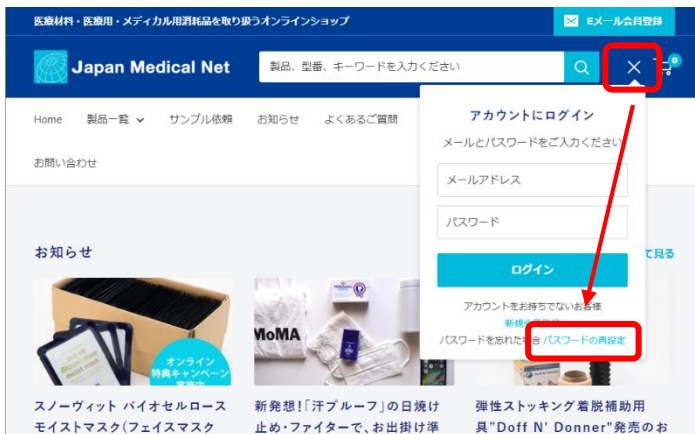 医療材料・医療用・メディカル用消耗品を取り扱うオンラインショップ
Eメール会員登録
Japan Medical Net
製品、型番、キーワードを入力ください
0
Home 製品一覧 サンプル依頼 お知らせ よくあるご質問
お問い合わせ
アカウントにログイン
メールとパスワードをご入力ください
メールアドレス
パスワード
ログイン
アカウントをお持ちでないお客様
新規
パスワードを忘れた場合 パスワードの再設定
お知らせ
て見る
オンライン
特典キャンペーン
実施中
MoMA
スノーヴィット バイオセルロース
モイストマスク(フェイスマスク
新発想!「汗プルーフ」の日焼け
止め・ファイターで、お出掛け準
弾性ストッキング着脱補助用
具"Doff N' Donner"発売のお